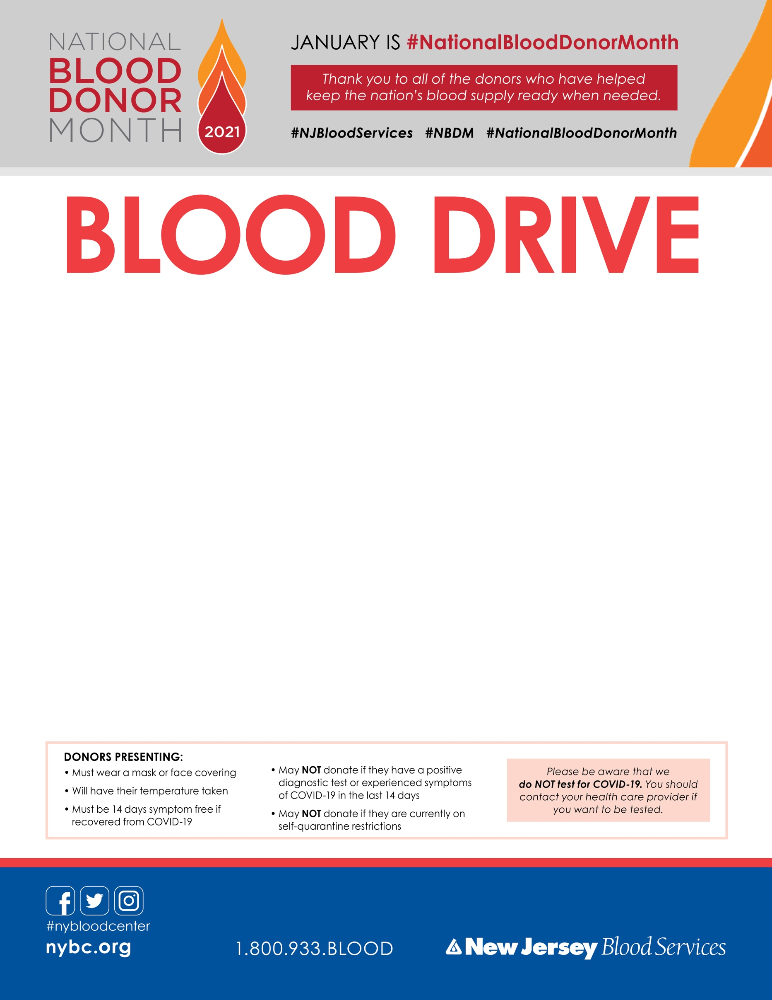 NATIONAL
BLOOD
DONOR
MONTH
2021
JANUARY IS #NationalBloodDonorMonth
Thank you to all of the donors who have helped
keep the nation's blood supply ready when needed.
#NJBloodServices #NBDM #NationalBloodDonorMonth
BLOOD DRIVE
DONORS PRESENTING:
• Must wear a mask or face covering
• Will have their temperature taken
• Must be 14 days symptom free if
recovered from COVID-19
• May NOT donate if they have a positive
diagnostic test or experienced symptoms
of COVID-19 in the last 14 days
• May NOT donate if they are currently on
self-quarantine restrictions
Please be aware that we
do NOT test for COVID-19. You should
contact your health care provider if
you want to be tested.
#nybloodcenter
nybc.org
1.800.933.BLOOD
New Jersey Blood Services